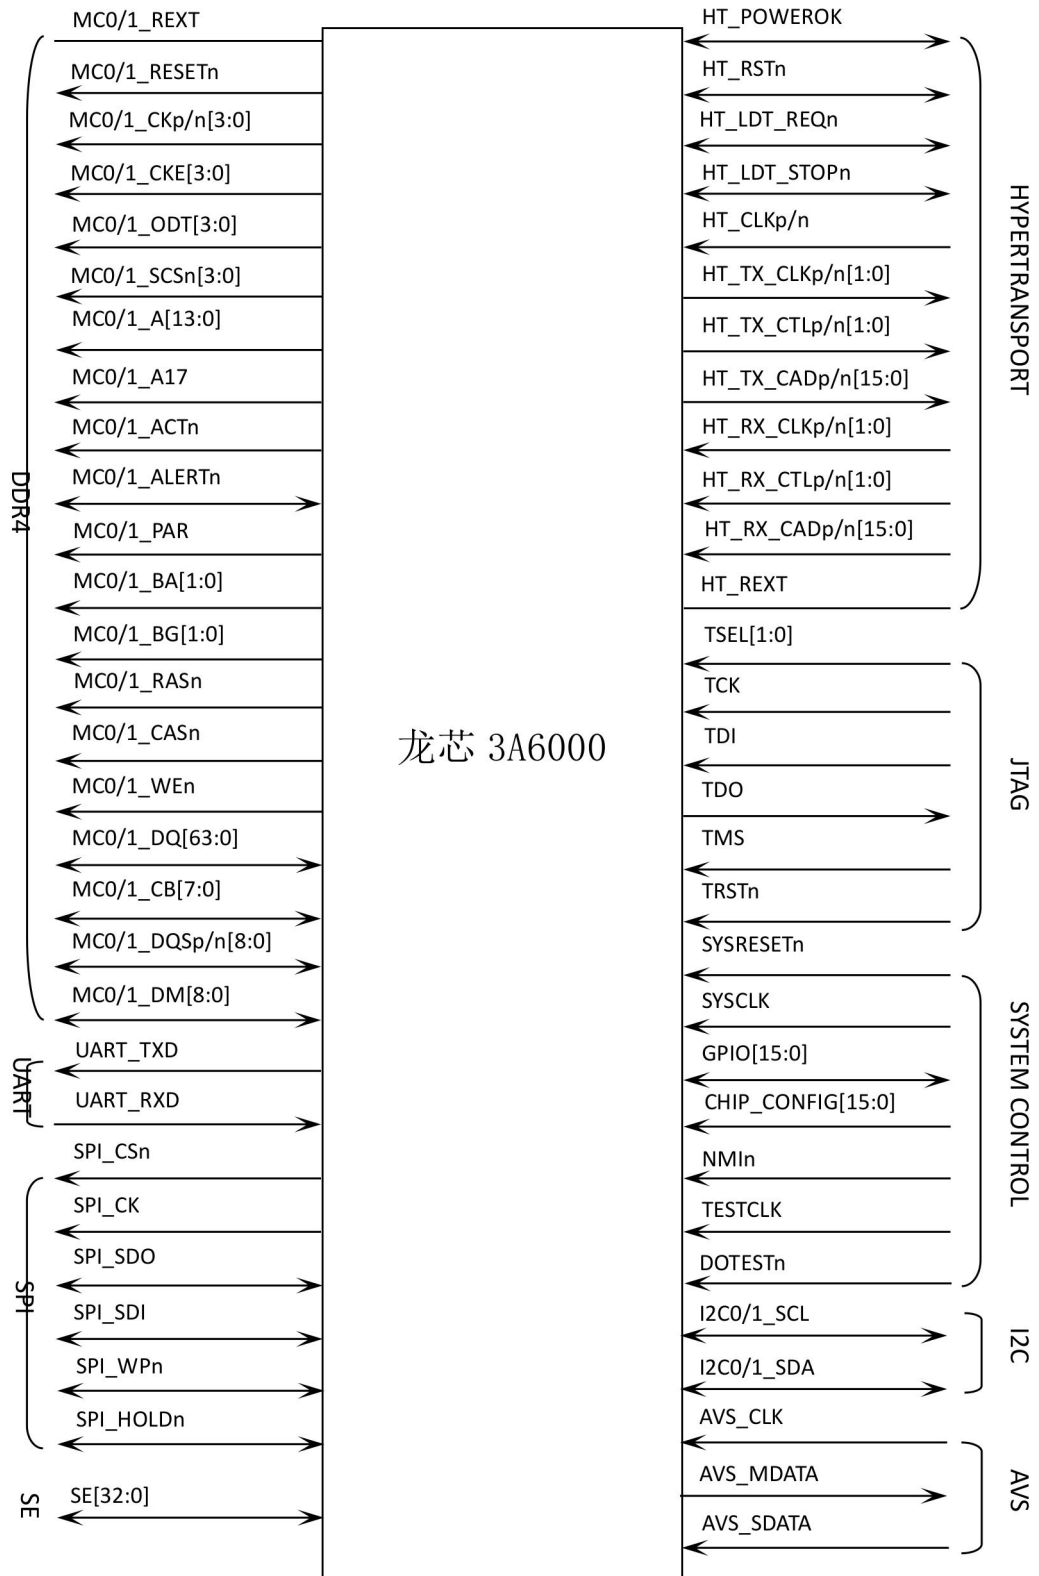 MC0/1_REXT
MC0/1_RESETn
MC0/1_CKp/n[3:0]
MC0/1_CKE[3:0]
MC0/1_ODT[3:0]
MC0/1_SCSn[3:0]
MC0/1_A[13:0]
MC0/1_A17
MC0/1_ACTn
MC0/1_ALERTn
MC0/1_PAR
MC0/1_BA[1:0]
MC0/1_BG[1:0]
MC0/1_RASn
MC0/1_CASn
MC0/1_WEn
MC0/1_DQ[63:0]
MC0/1_CB[7:0]
MC0/1_DQSp/n[8:0]
MC0/1_DM[8:0]
DDR4
UART_TXD
UART_RXD
UART
SPI_CSn
SPI_CK
SPI_SDO
SPI_SDI
SPI_WPn
SPI_HOLDn
SPI
SE[32:0]
SE
龙芯 3A6000
HT_POWEROK
HT_RSTn
HT_LDT_REQn
HT_LDT_STOPn
HT_CLKp/n
HT_TX_CLKp/n[1:0]
HT_TX_CTLp/n[1:0]
HT_TX_CADp/n[15:0]
HT_RX_CLKp/n[1:0]
HT_RX_CTLp/n[1:0]
HT_RX_CADp/n[15:0]
HT_REXT
HYPERTRANSPORT
TSEL[1:0]
TCK
TDI
TDO
TMS
TRSTn
JTAG
SYSRESETn
SYSCLK
GPIO[15:0]
CHIP_CONFIG[15:0]
NMIn
TESTCLK
DOTESTn
SYSTEM CONTROL
I2C0/1_SCL
I2C0/1_SDA
I2C
AVS_CLK
AVS_MDATA
AVS_SDATA
AVS